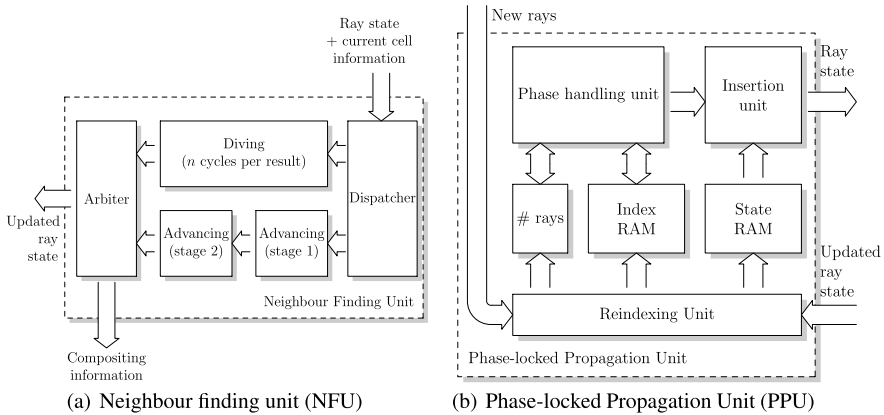 Ray state
+ current cell
information
Diving
(n cycles per result)
Arbiter
Dispatcher
Updated
ray
state
Advancing
(stage 2)
Advancing
(stage 1)
Neighbour Finding Unit
Compositing
information
(a) Neighbour finding unit (NFU)
New rays
Phase handling unit
Insertion
unit
Ray
state
# rays
Index
RAM
State
RAM
Updated
ray
state
Reindexing Unit
Phase-locked Propagation Unit
(b) Phase-locked Propagation Unit (PPU)